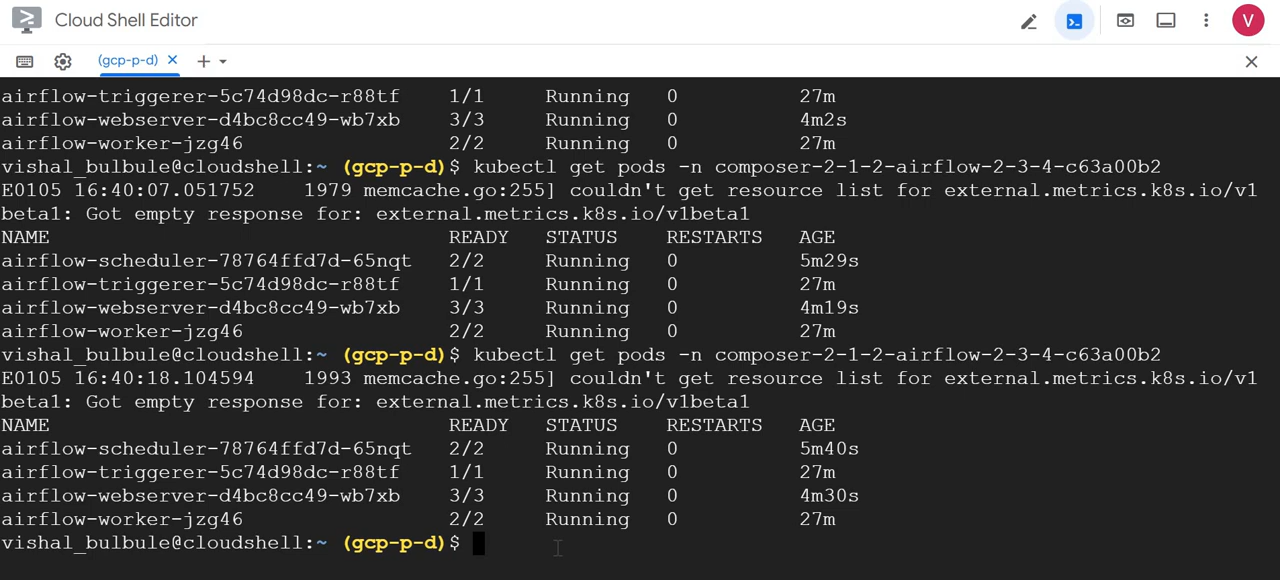 Cloud Shell Editor
V
(gcp-p-d)
airflow-triggerer-5c74d98dc-r88tf 1/1 Running 0 27m
airflow-webserver-d4bc8cc49-wb7xb 3/3 Running 0 4m2s
airflow-worker-jzg46 2/2 Running 0 27m
vishal_bulbule@cloudshell:~ (gcp-p-d)$ kubectl get pods -n composer-2-1-2-airflow-2-3-4-c63a00b2
E0105 16:40:07.051752 1979 memcache.go:255] couldn't get resource list for external.metrics.k8s.io/v1
beta1: Got empty response for: external.metrics.k8s.io/v1beta1
NAME READY STATUS RESTARTS AGE
airflow-scheduler-78764ffd7d-65nqt 2/2 Running 0 5m29s
airflow-triggerer-5c74d98dc-r88tf 1/1 Running 0 27m
airflow-webserver-d4bc8cc49-wb7xb 3/3 Running 0 4m19s
airflow-worker-jzg46 2/2 Running 0 27m
vishal_bulbule@cloudshell:~ (gcp-p-d)$ kubectl get pods -n composer-2-1-2-airflow-2-3-4-c63a00b2
E0105 16:40:18.104594 1993 memcache.go:255] couldn't get resource list for external.metrics.k8s.io/v1
beta1: Got empty response for: external.metrics.k8s.io/v1beta1
NAME READY STATUS RESTARTS AGE
airflow-scheduler-78764ffd7d-65nqt 2/2 Running 0 5m40s
airflow-triggerer-5c74d98dc-r88tf 1/1 Running 0 27m
airflow-webserver-d4bc8cc49-wb7xb 3/3 Running 0 4m30s
airflow-worker-jzg46 2/2 Running 0 27m
vishal_bulbule@cloudshell:~ (gcp-p-d)$